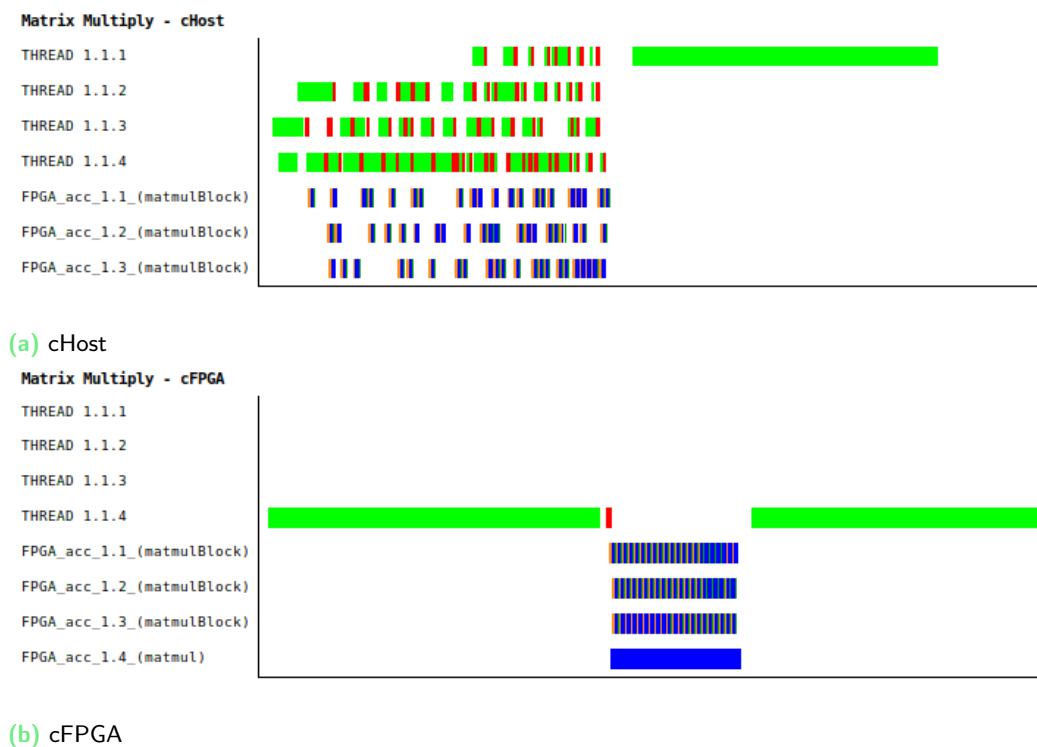 Matrix Multiply - cHost
THREAD 1.1.1
THREAD 1.1.2
THREAD 1.1.3
THREAD 1.1.4
FPGA_acc_1.1_(matmulBlock)
FPGA_acc_1.2_(matmulBlock)
FPGA_acc_1.3_(matmulBlock)
(a) cHost
Matrix Multiply - cFPGA
THREAD 1.1.1
THREAD 1.1.2
THREAD 1.1.3
THREAD 1.1.4
FPGA_acc_1.1_(matmulBlock)
FPGA_acc_1.2_(matmulBlock)
FPGA_acc_1.3_(matmulBlock)
FPGA_acc_1.4_(matmul)
(b) cFPGA